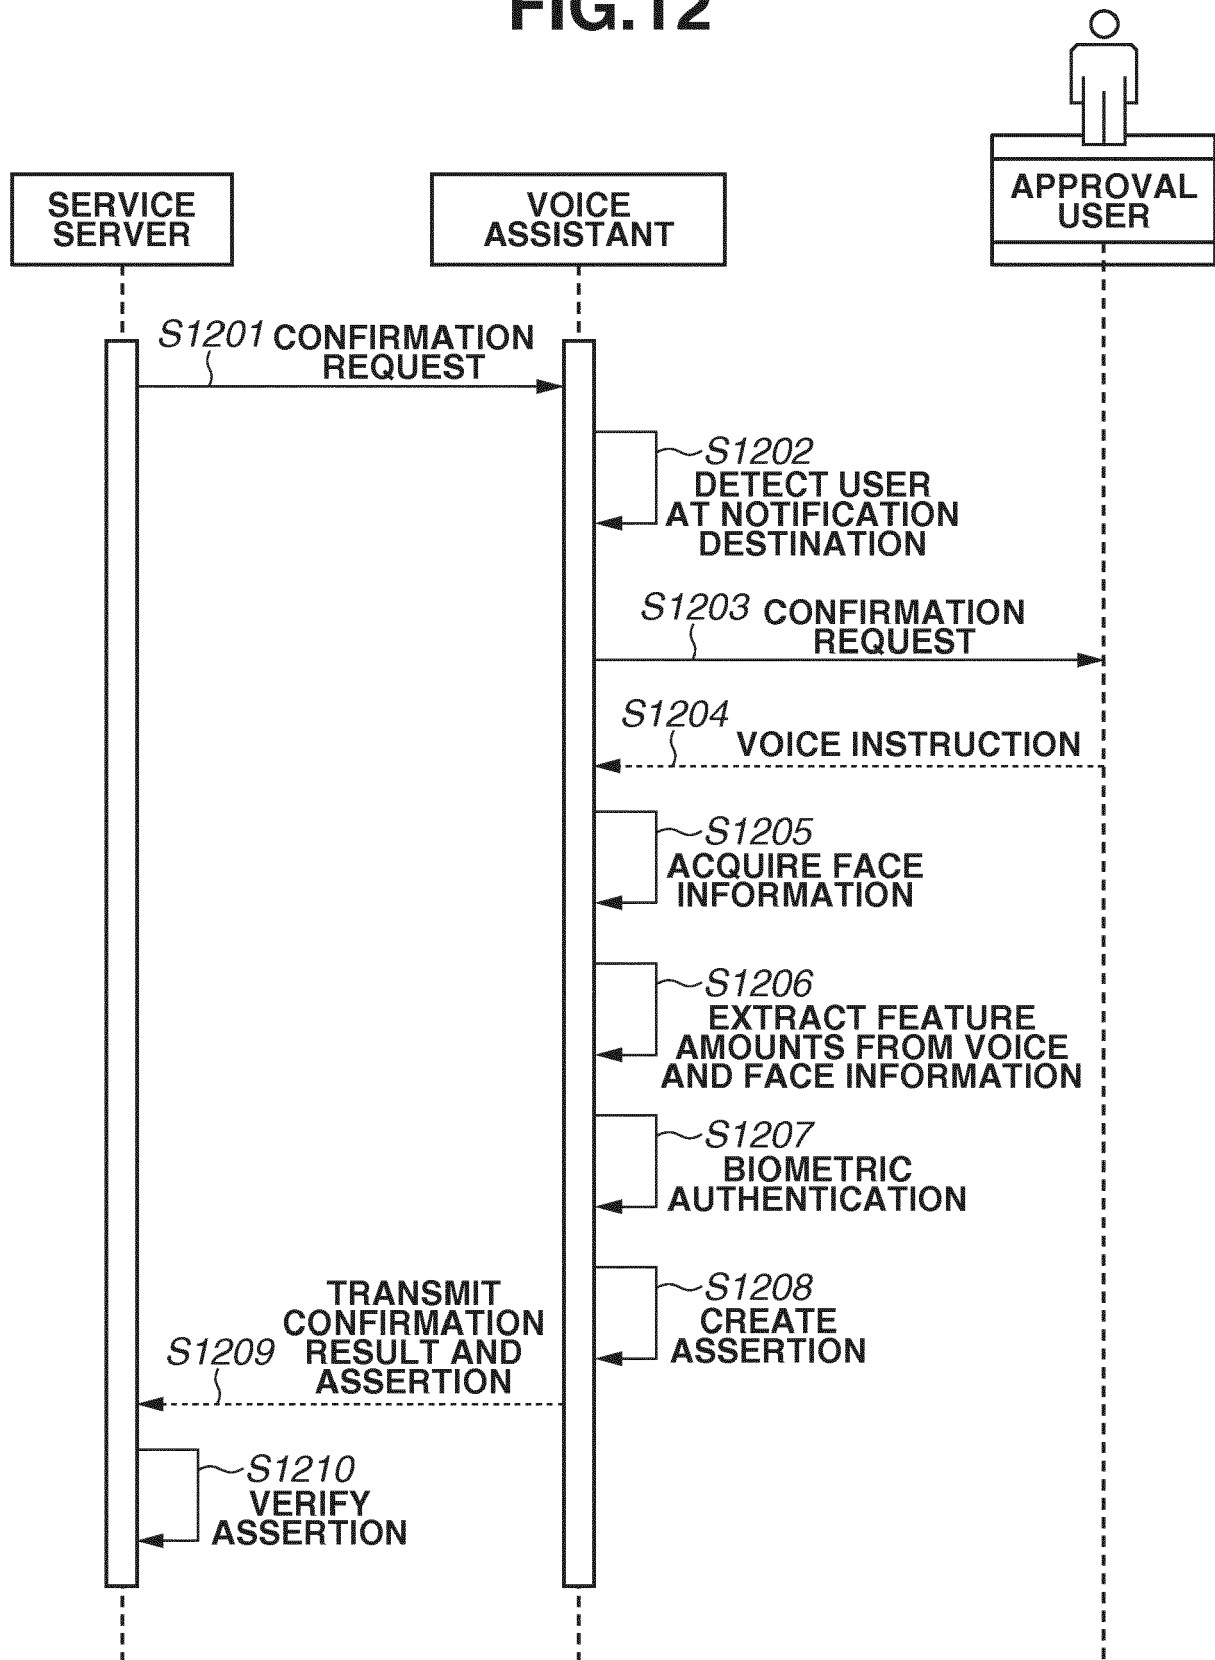 FIG.12
SERVICE
SERVER
VOICE
ASSISTANT
APPROVAL
USER
S1201 CONFIRMATION
REQUEST
S1202
DETECT USER
AT NOTIFICATION
DESTINATION
S1203 CONFIRMATION
REQUEST
S1204
VOICE INSTRUCTION
S1205
ACQUIRE FACE
INFORMATION
S1206
EXTRACT FEATURE
AMOUNTS FROM VOICE
AND FACE INFORMATION
S1207
BIOMETRIC
AUTHENTICATION
S1208
CREATE
ASSERTION
TRANSMIT
CONFIRMATION
S1209 RESULT AND
ASSERTION
S1210
VERIFY
ASSERTION